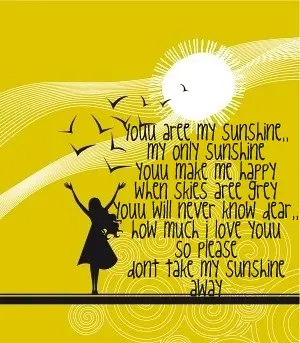 youu aree my sunshine,,
my only sunshine
youu make me happy
when skies aree grey
youu will never know dear,,
how much i love youu
so please
dont take my sunshine
away